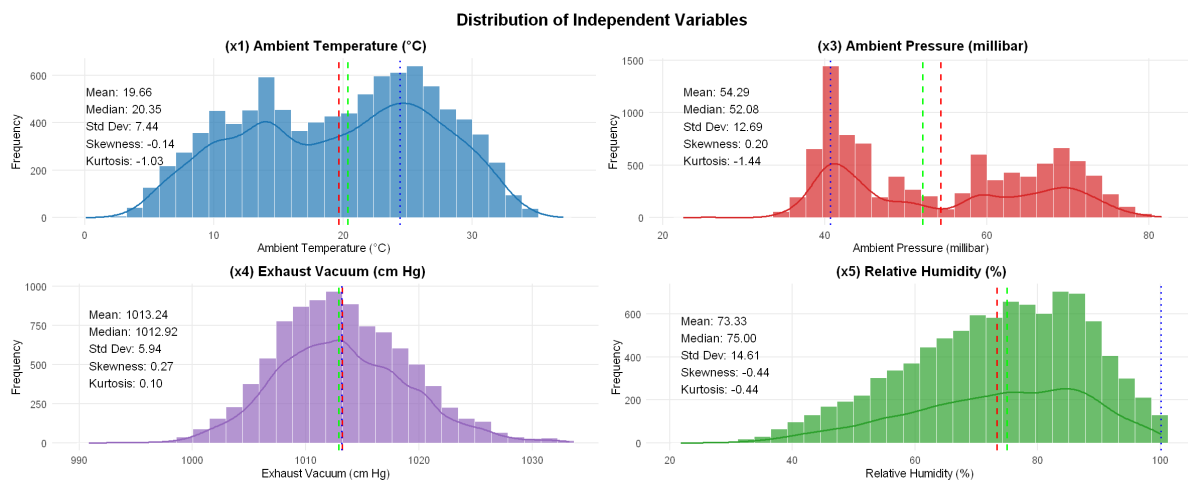 Distribution of Independent Variables
(x1) Ambient Temperature (°C)
Frequency
600
400
200
0
Mean: 19.66
Median: 20.35
Std Dev: 7.44
Skewness: -0.14
Kurtosis: -1.03
0 10 20 30
Ambient Temperature (°C)
(x3) Ambient Pressure (millibar)
Frequency
1500
1000
500
0
Mean: 54.29
Median: 52.08
Std Dev: 12.69
Skewness: 0.20
Kurtosis: -1.44
20 40 60 80
Ambient Pressure (millibar)
(x4) Exhaust Vacuum (cm Hg)
Frequency
1000
750
500
250
0
Mean: 1013.24
Median: 1012.92
Std Dev: 5.94
Skewness: 0.27
Kurtosis: 0.10
990 1000 1010 1020 1030
Exhaust Vacuum (cm Hg)
(x5) Relative Humidity (%)
Frequency
600
400
200
0
Mean: 73.33
Median: 75.00
Std Dev: 14.61
Skewness: -0.44
Kurtosis: -0.44
20 40 60 80 100
Relative Humidity (%)